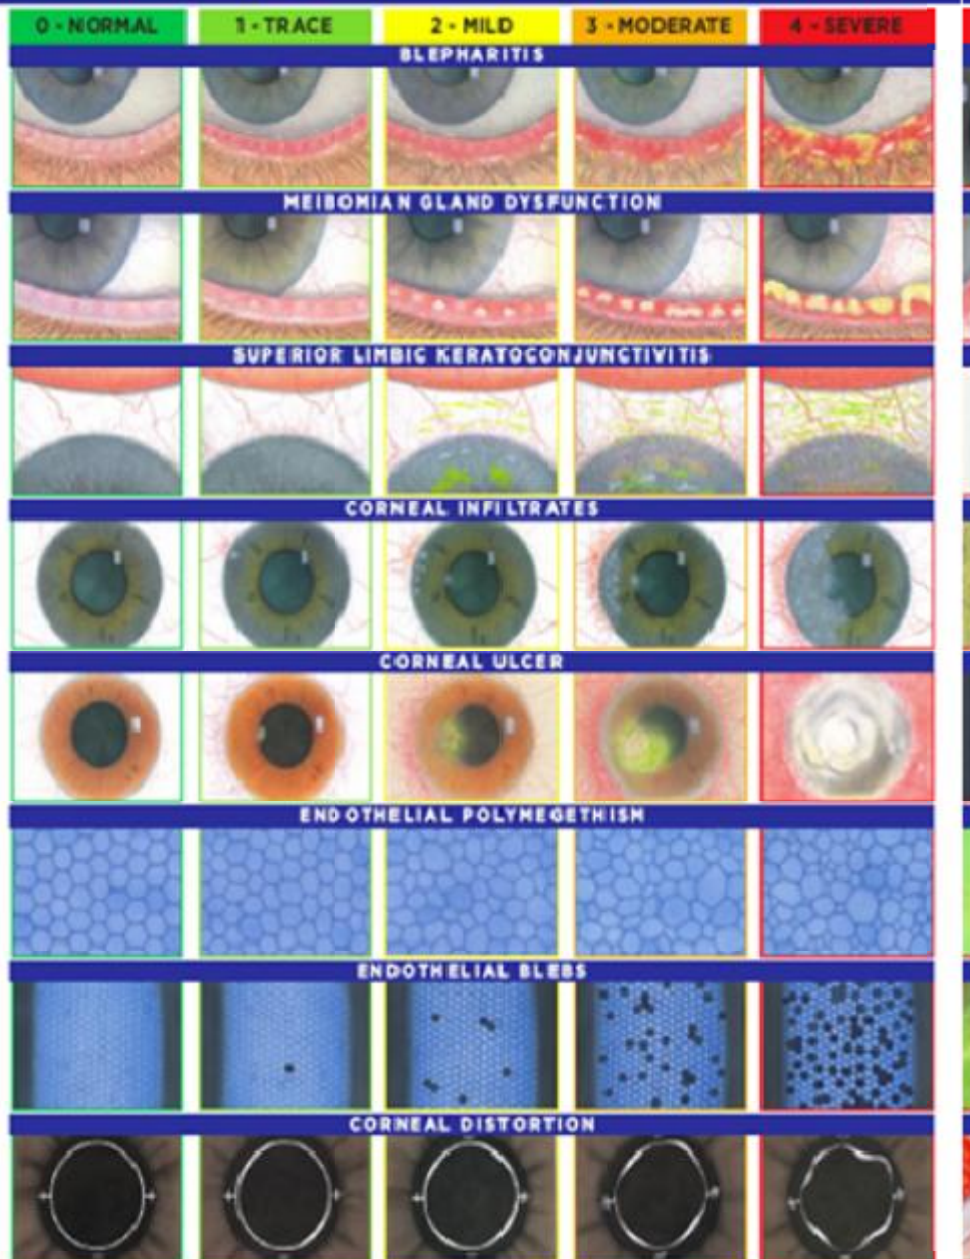 0 - NORMAL 1 - TRACE 2 - MILD 3 - MODERATE 4 - SEVERE
BLEPHARITIS
MEIBOMIAN GLAND DYSFUNCTION
SUPERIOR LIMBIC KERATOCONJUNCTIVITIS
CORNEAL INFILTRATES
CORNEAL ULCER
ENDOTHELIAL POLYMEGETHISM
ENDOTHELIAL BLEBS
CORNEAL DISTORTION